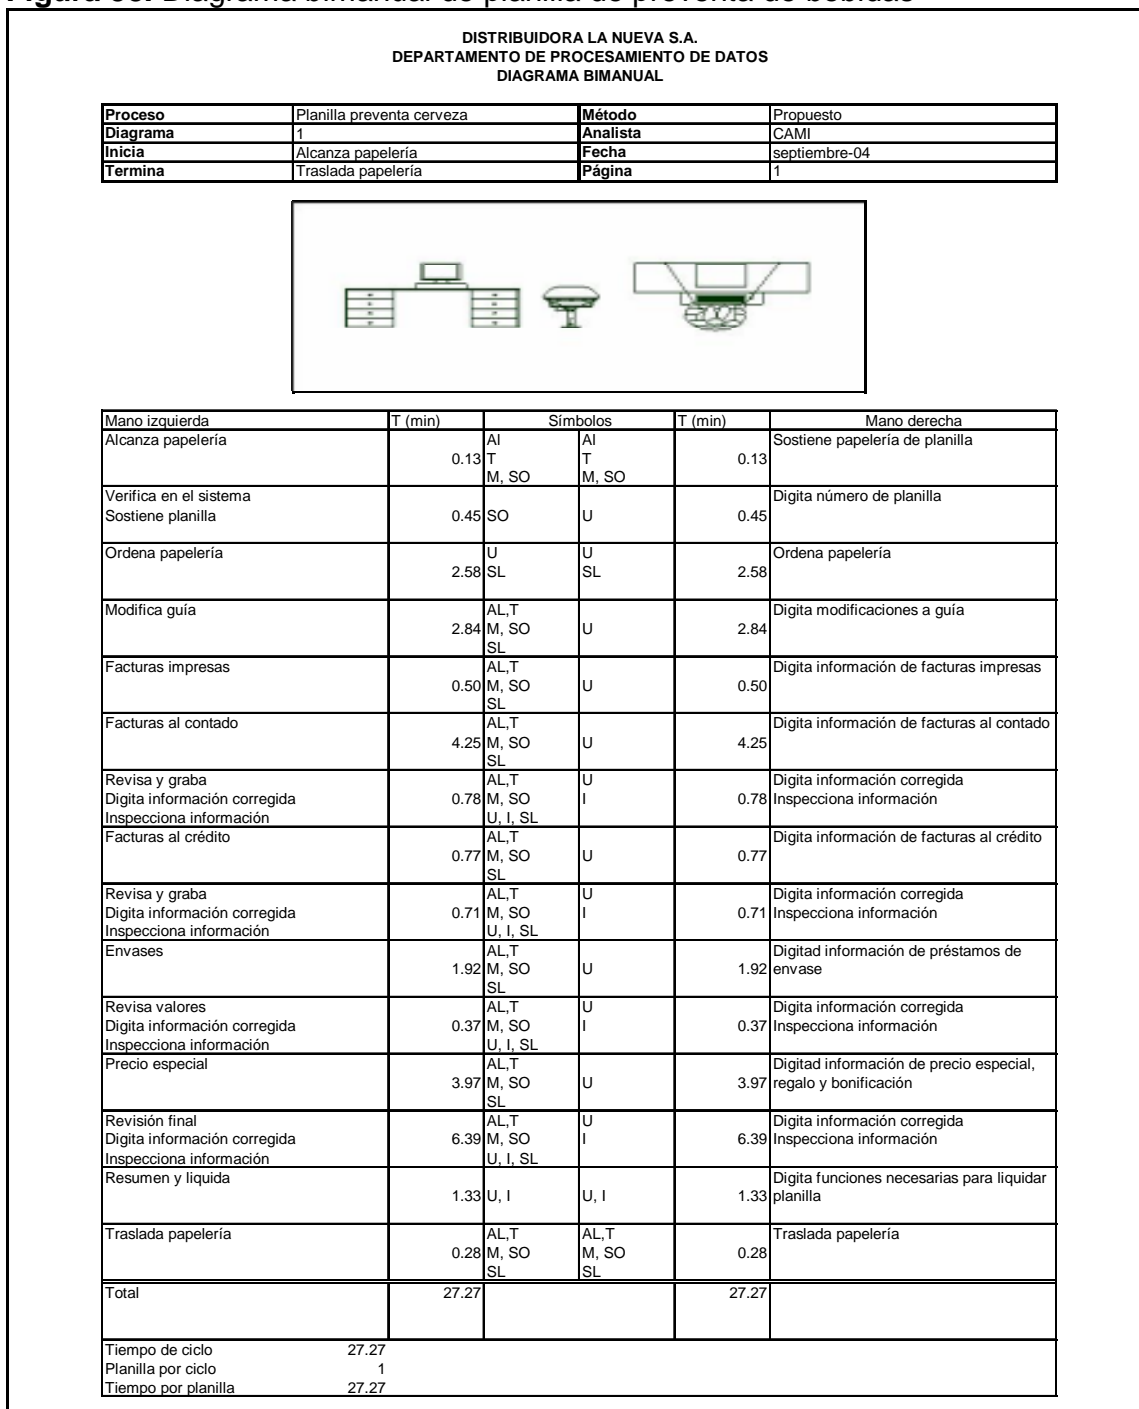 DISTRIBUIDORA LA NUEVA S.A.
DEPARTAMENTO DE PROCESAMIENTO DE DATOS
DIAGRAMA BIMANUAL
Proceso Planilla preventa cerveza Método Propuesto
Diagrama 1 Analista CAMI
Inicia Alcanza papelería Fecha septiembre-04
Termina Traslada papelería Página 1
Mano izquierda T (min) Símbolos T (min) Mano derecha
Alcanza papelería Al Al Sostiene papelería de planilla
0.13 T T 0.13
M, SO M, SO
Verifica en el sistema Digita número de planilla
Sostiene planilla 0.45 SO U 0.45
Ordena papelería U U Ordena papelería
2.58 SL SL 2.58
Modifica guía AL,T Digita modificaciones a guía
2.84 M, SO U 2.84
SL
Facturas impresas AL,T Digita información de facturas impresas
0.50 M, SO U 0.50
SL
Facturas al contado AL,T Digita información de facturas al contado
4.25 M, SO U 4.25
SL
Revisa y graba AL,T U Digita información corregida
Digita información corregida 0.78 M, SO I 0.78 Inspecciona información
Inspecciona información U, I, SL
Facturas al crédito AL,T Digita información de facturas al crédito
0.77 M, SO U 0.77
SL
Revisa y graba AL,T U Digita información corregida
Digita información corregida 0.71 M, SO I 0.71 Inspecciona información
Inspecciona información U, I, SL
Envases AL,T Digitad información de préstamos de
1.92 M, SO U 1.92 envase
SL
Revisa valores AL,T U Digita información corregida
Digita información corregida 0.37 M, SO I 0.37 Inspecciona información
Inspecciona información U, I, SL
Precio especial AL,T Digitad información de precio especial,
3.97 M, SO U 3.97 regalo y bonificación
SL
Revisión final AL,T U Digita información corregida
Digita información corregida 6.39 M, SO I 6.39 Inspecciona información
Inspecciona información U, I, SL
Resumen y liquida Digita funciones necesarias para liquidar
1.33 U, I U, I 1.33 planilla
Traslada papelería AL,T AL,T Traslada papelería
0.28 M, SO M, SO 0.28
SL SL
Total 27.27 27.27
Tiempo de ciclo 27.27
Planilla por ciclo 1
Tiempo por planilla 27.27